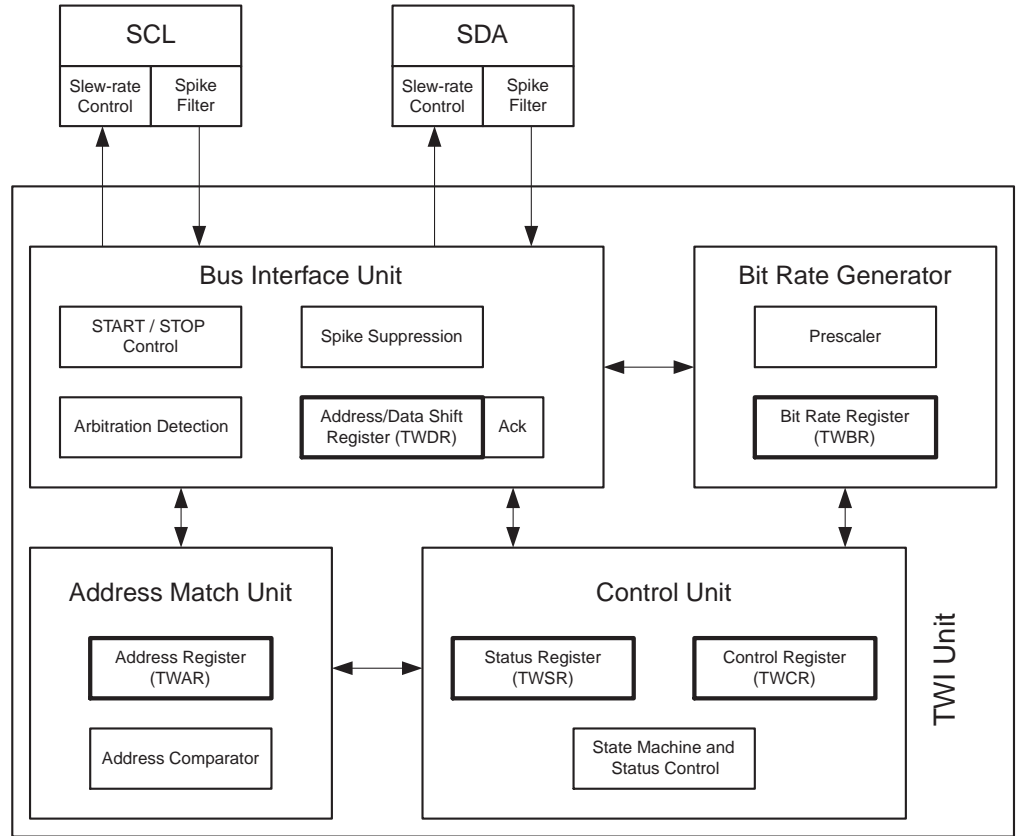 SCL
Slew-rate
Control
Spike
Filter
SDA
Slew-rate
Control
Spike
Filter
Bus Interface Unit
START / STOP
Control
Spike Suppression
Arbitration Detection
Address/Data Shift
Register (TWDR)
Ack
Bit Rate Generator
Prescaler
Bit Rate Register
(TWBR)
Address Match Unit
Address Register
(TWAR)
Address Comparator
Control Unit
Status Register
(TWSR)
Control Register
(TWCR)
State Machine and
Status Control
TWI Unit